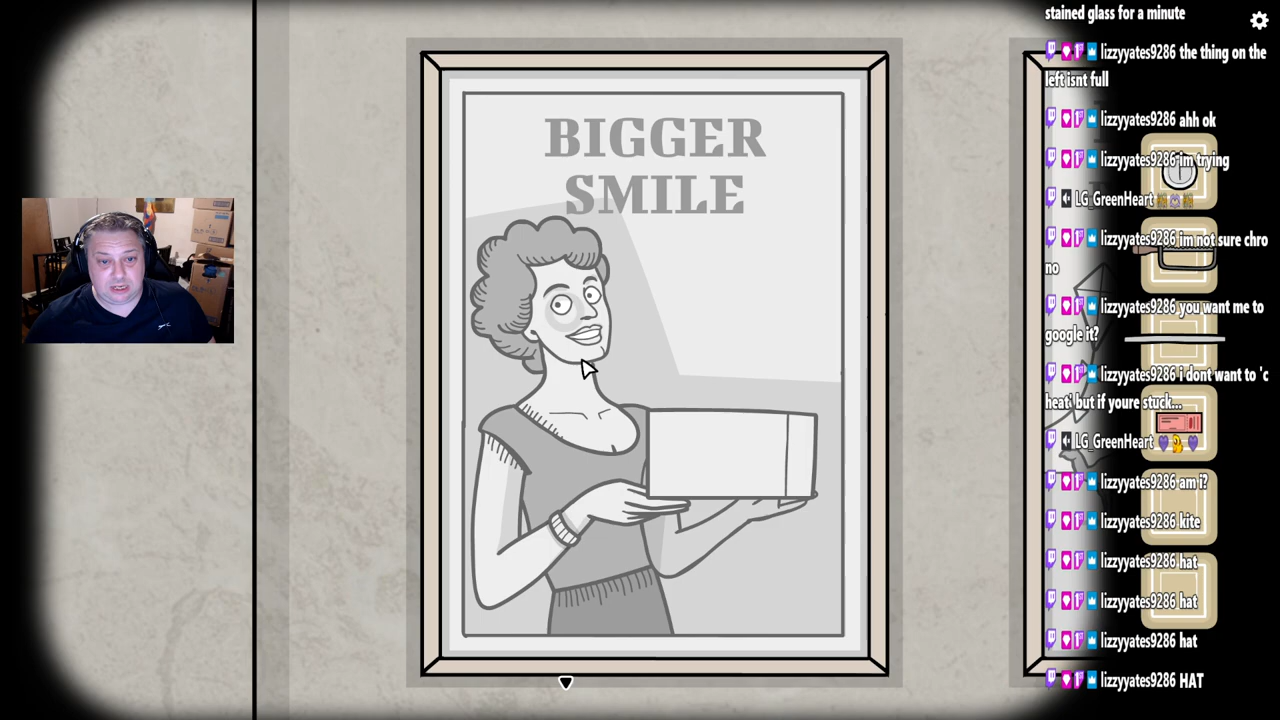 BIGGER
SMILE
stained glass for a minute
lizzyyates9286 the thing on the
left isnt full
lizzyyates9286 ahh ok
lizzyyates9286 im trying
LG_GreenHeart
lizzyyates9286 im not sure chro
no
lizzyyates9286 you want me to
google it?
lizzyyates9286 i dont want to 'c
heat' but if youre stuck...
LG_GreenHeart
lizzyyates9286 am i?
lizzyyates9286 kite
lizzyyates9286 hat
lizzyyates9286 hat
lizzyyates9286 hat
lizzyyates9286 HAT